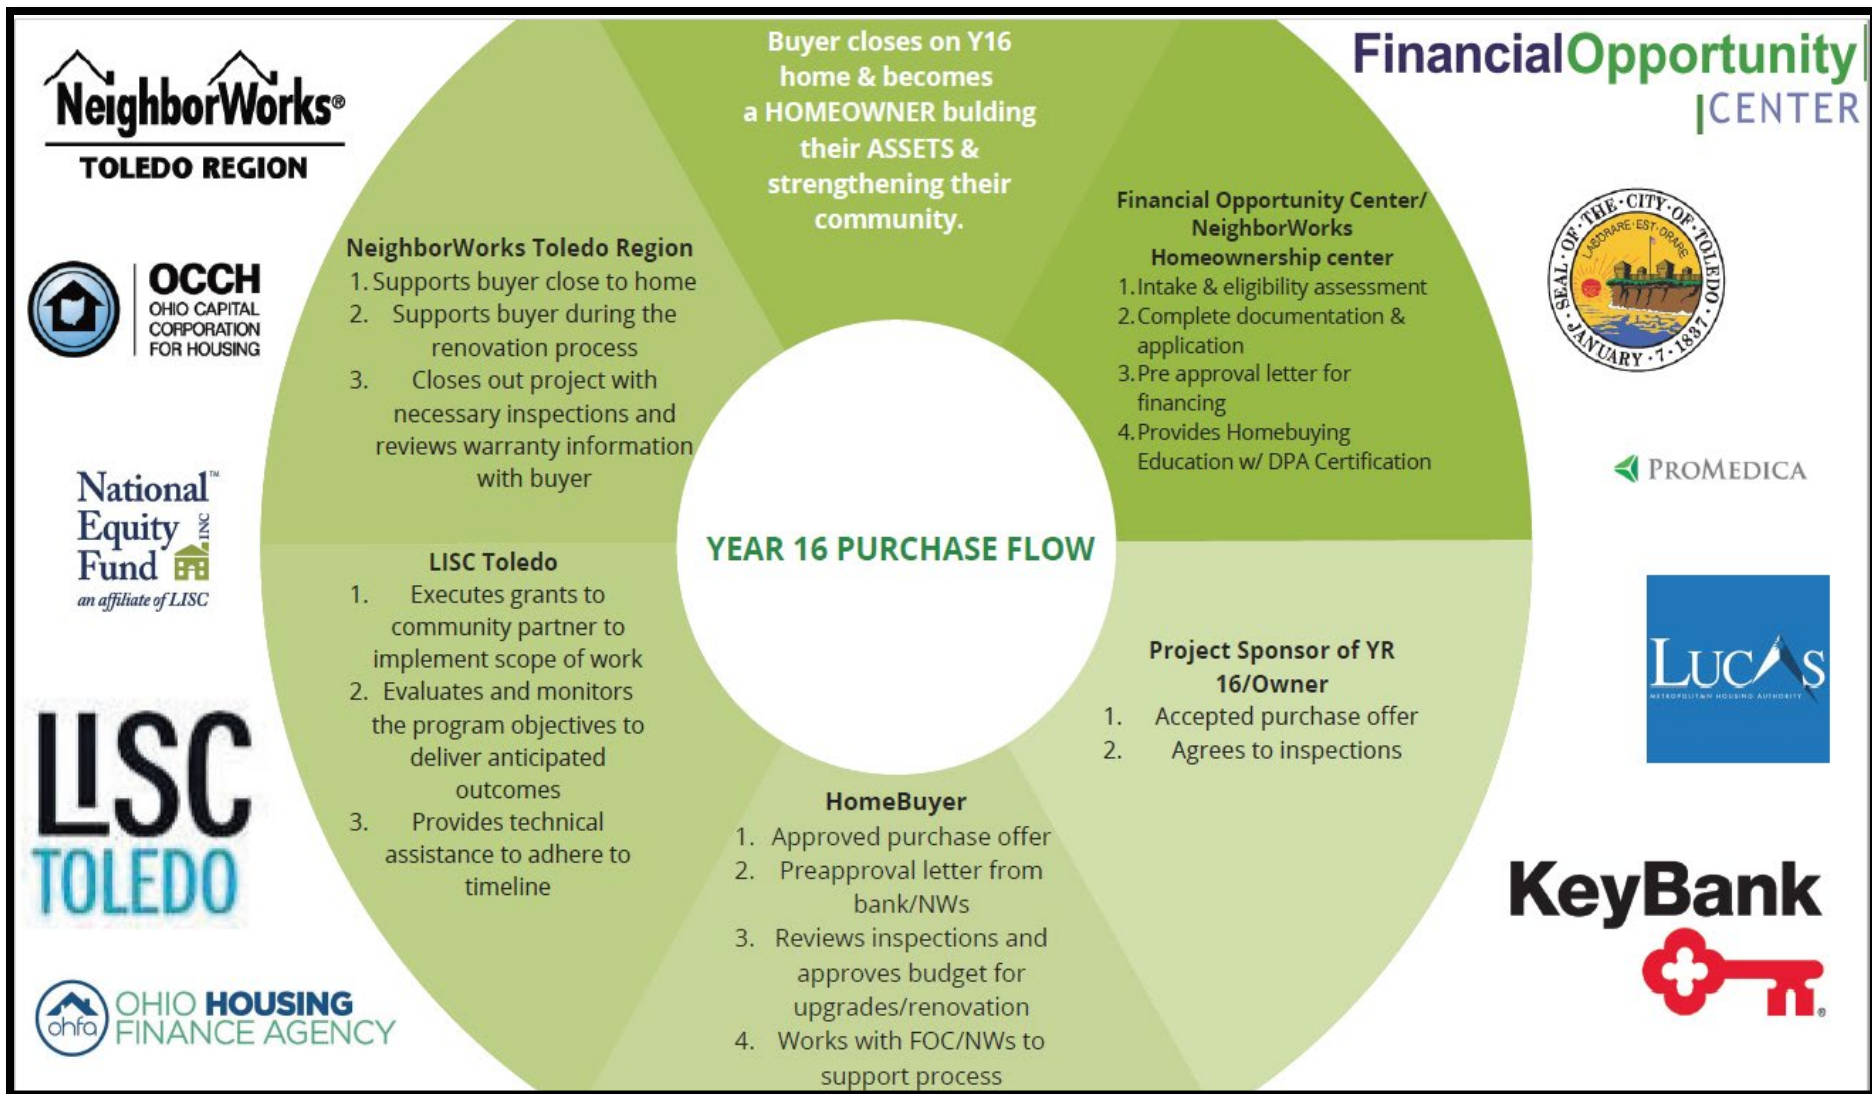 NeighborWorks®
TOLEDO REGION
OCCH
OHIO CAPITAL
CORPORATION
FOR HOUSING
National™
Equity
Fund INC
an affiliate of LISC
LISC
TOLEDO
ohfa
OHIO HOUSING
FINANCE AGENCY
Buyer closes on Y16
home & becomes
a HOMEOWNER bulding
their ASSETS &
strengthening their
community.
Financial Opportunity Center/
NeighborWorks
Homeownership center
1. Intake & eligibility assessment
2. Complete documentation &
application
3. Pre approval letter for
financing
4. Provides Homebuying
Education w/ DPA Certification
Project Sponsor of YR
16/Owner
1. Accepted purchase offer
2. Agrees to inspections
HomeBuyer
1. Approved purchase offer
2. Preapproval letter from
bank/NWs
3. Reviews inspections and
approves budget for
upgrades/renovation
4. Works with FOC/NWs to
support process
LISC Toledo
1. Executes grants to
community partner to
implement scope of work
2. Evaluates and monitors
the program objectives to
deliver anticipated
outcomes
3. Provides technical
assistance to adhere to
timeline
NeighborWorks Toledo Region
1. Supports buyer close to home
2. Supports buyer during the
renovation process
3. Closes out project with
necessary inspections and
reviews warranty information
with buyer
YEAR 16 PURCHASE FLOW
FinancialOpportunity
CENTER
SEAL · OF · THE · CITY · OF · TOLEDO · JANUARY · 7 · 1837 ·
LABORARE · EST · ORARE
PROMEDICA
LUCAS
METROPOLITAN HOUSING AUTHORITY
KeyBank
®